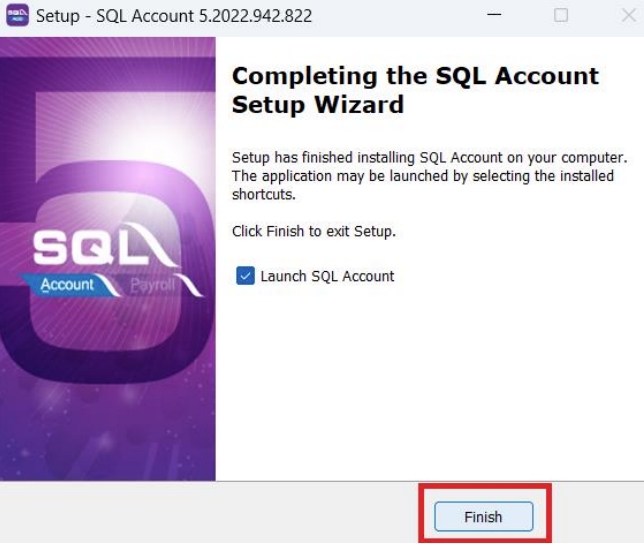 Setup - SQL Account 5.2022.942.822
Completing the SQL Account
Setup Wizard
Setup has finished installing SQL Account on your computer.
The application may be launched by selecting the installed
shortcuts.
Click Finish to exit Setup.
Launch SQL Account
SQL
Account Payroll
Finish